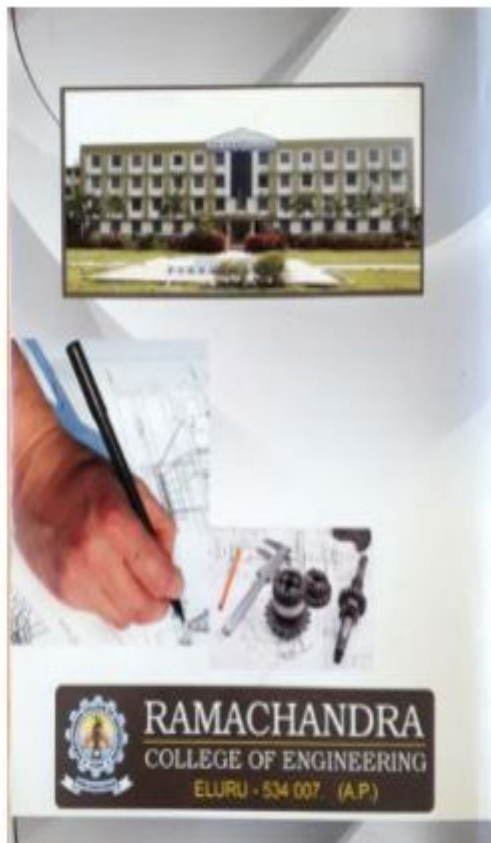 RAMACHANDRA
COLLEGE OF ENGINEERING
ELURU - 534 007. (A.P.)